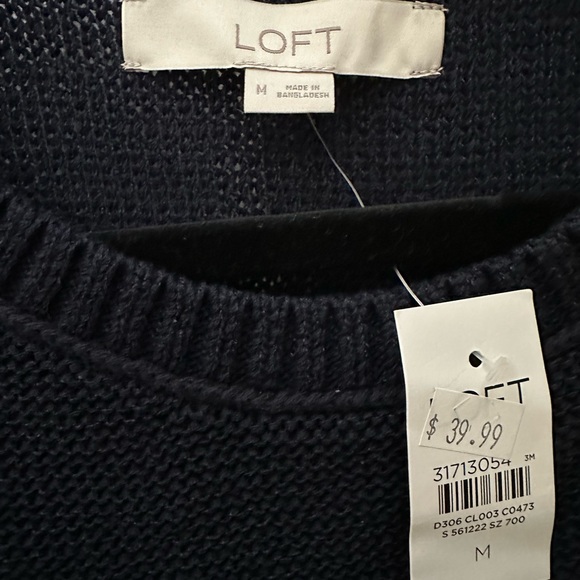 LOFT
M
MADE IN
BANGLADESH
LOFT
$ 39.99
31713054 3M
D306 CL003 C0473
S 561222 SZ 700
M